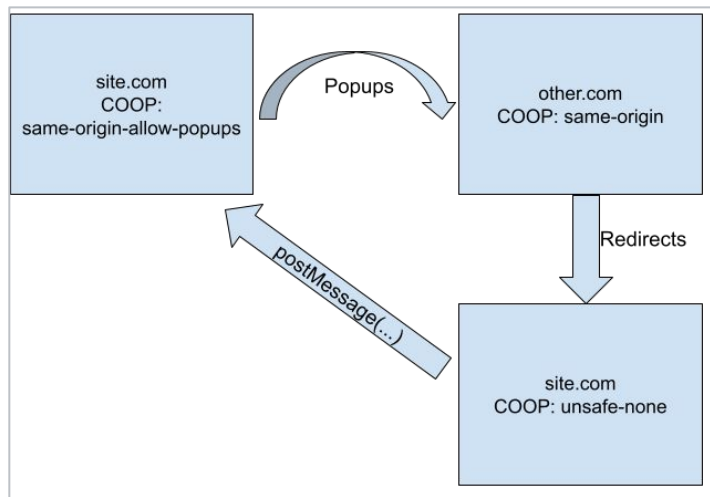 site.com
COOP:
same-origin-allow-popups
Popups
other.com
COOP: same-origin
Redirects
postMessage(...)
site.com
COOP: unsafe-none